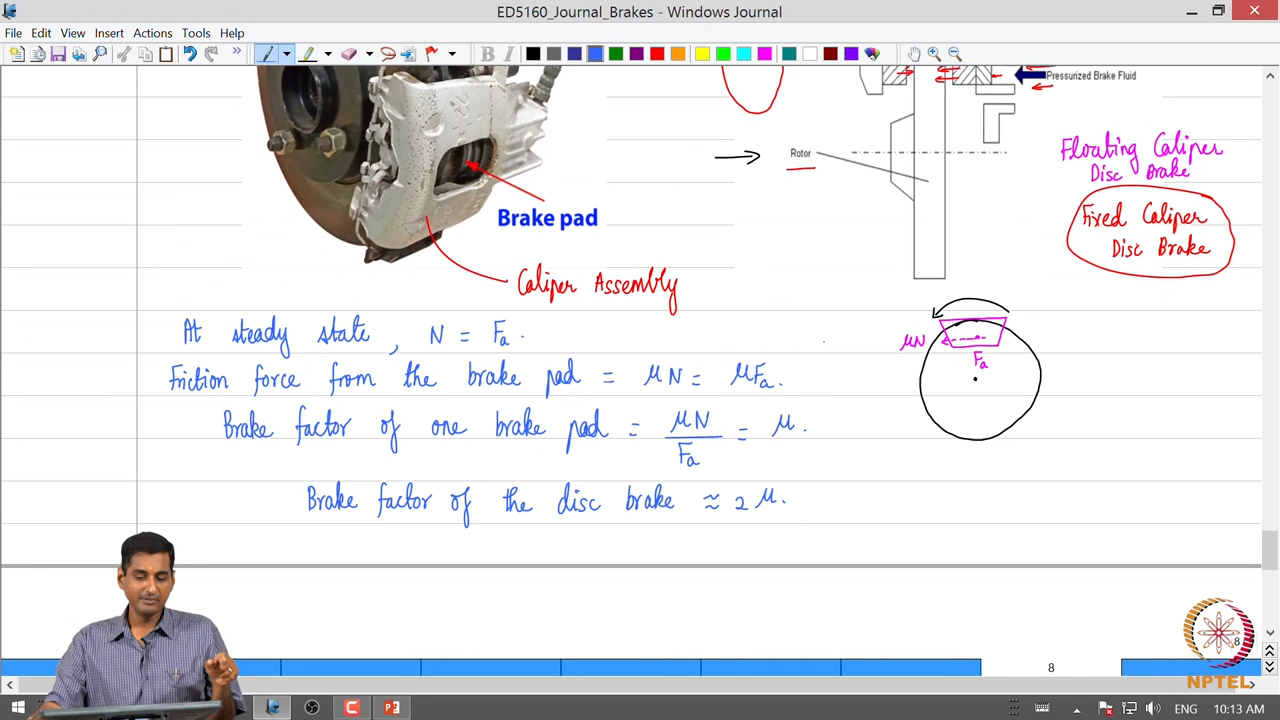 ED5160_Journal_Brakes - Windows Journal
File Edit View Insert Actions Tools Help
B I
Pressurized Brake Fluid
Rotor
Floating Caliper
Disc Brake
Brake pad
Fixed Caliper
Disc Brake
Caliper Assembly
At steady state, N = Fa.
μN
Fa
Friction force from the brake pad = μN = μFa.
Brake factor of one brake pad = μN/Fa = μ.
Brake factor of the disc brake ≈ 2μ.
8
8
NPTEL
ENG 10:13 AM